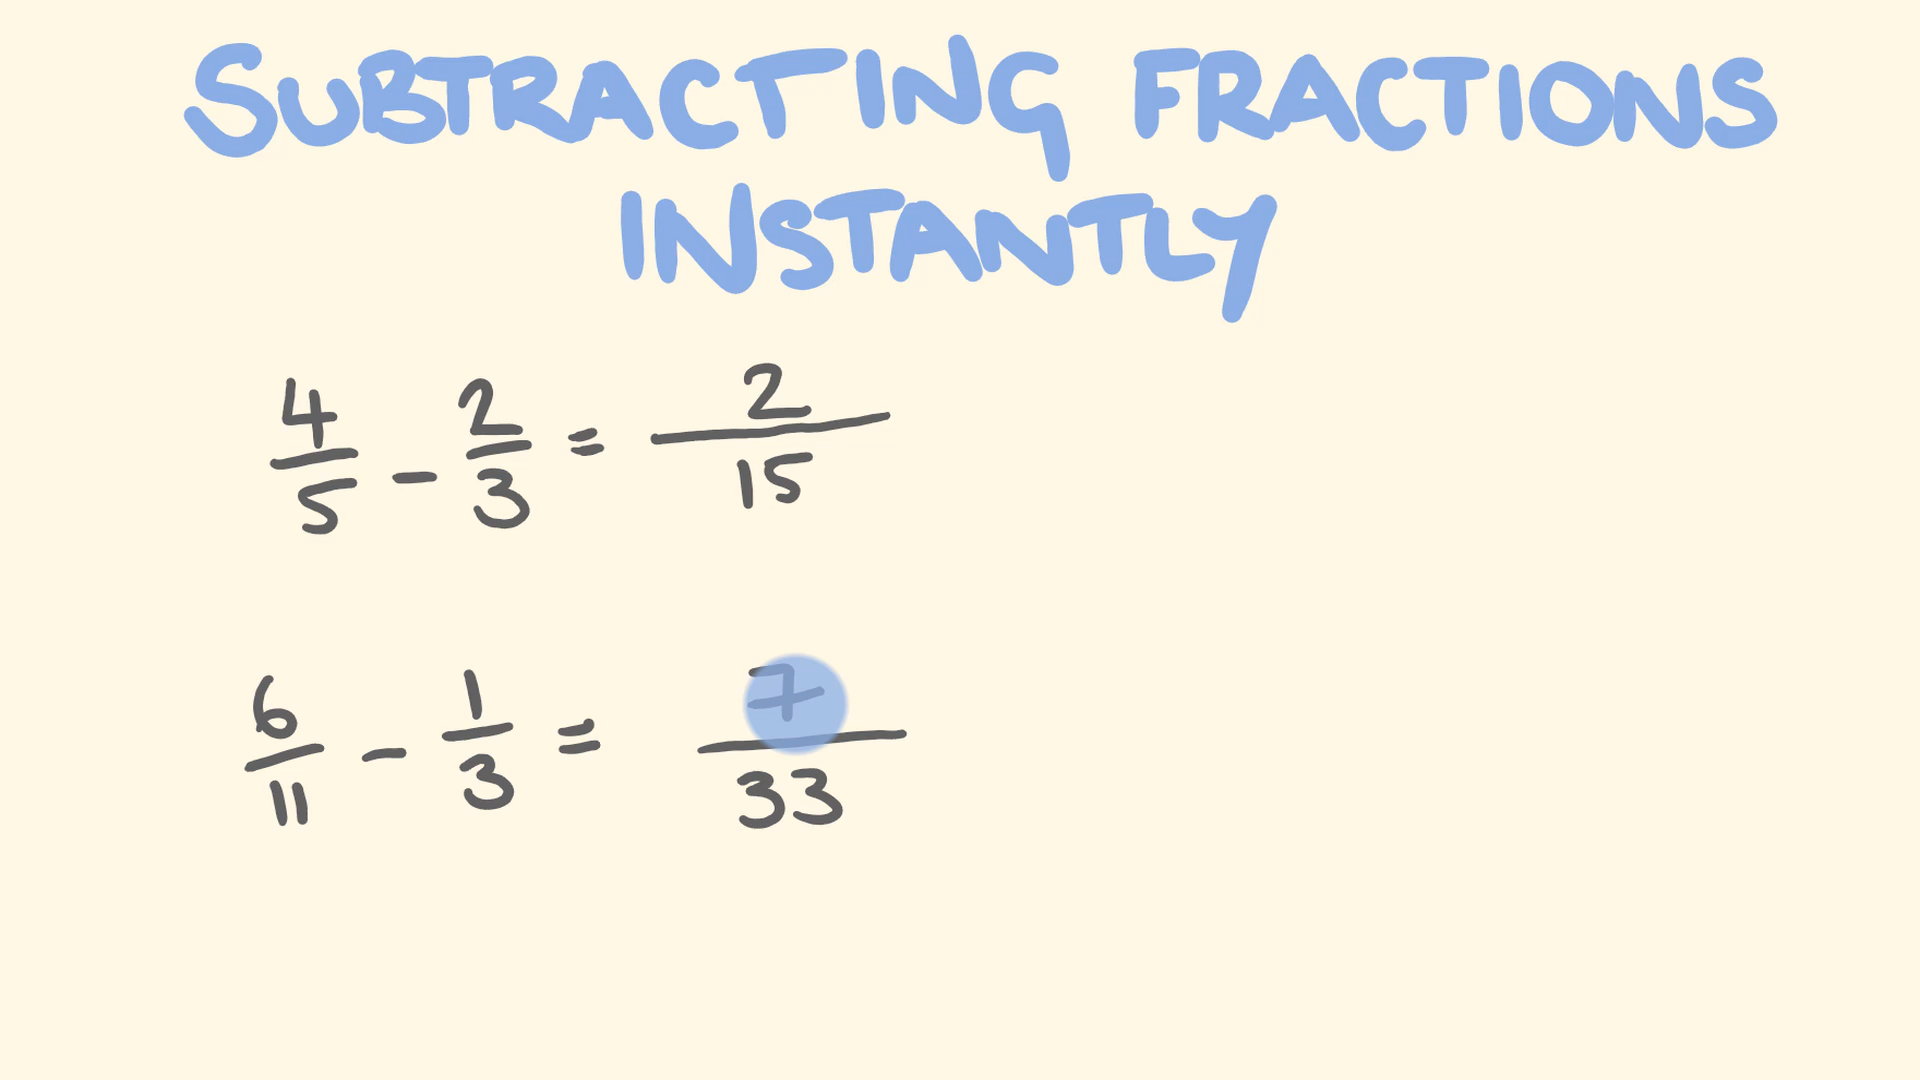 SUBTRACTING FRACTIONS
INSTANTLY
4/5 - 2/3 = 2/15
6/11 - 1/3 = 7/33